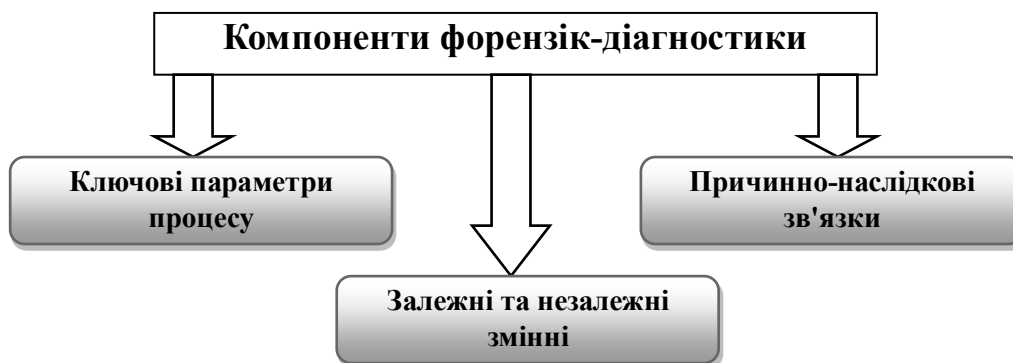 Компоненти форензік-діагностики
Ключові параметри
процесу
Причинно-наслідкові
зв'язки
Залежні та незалежні
змінні